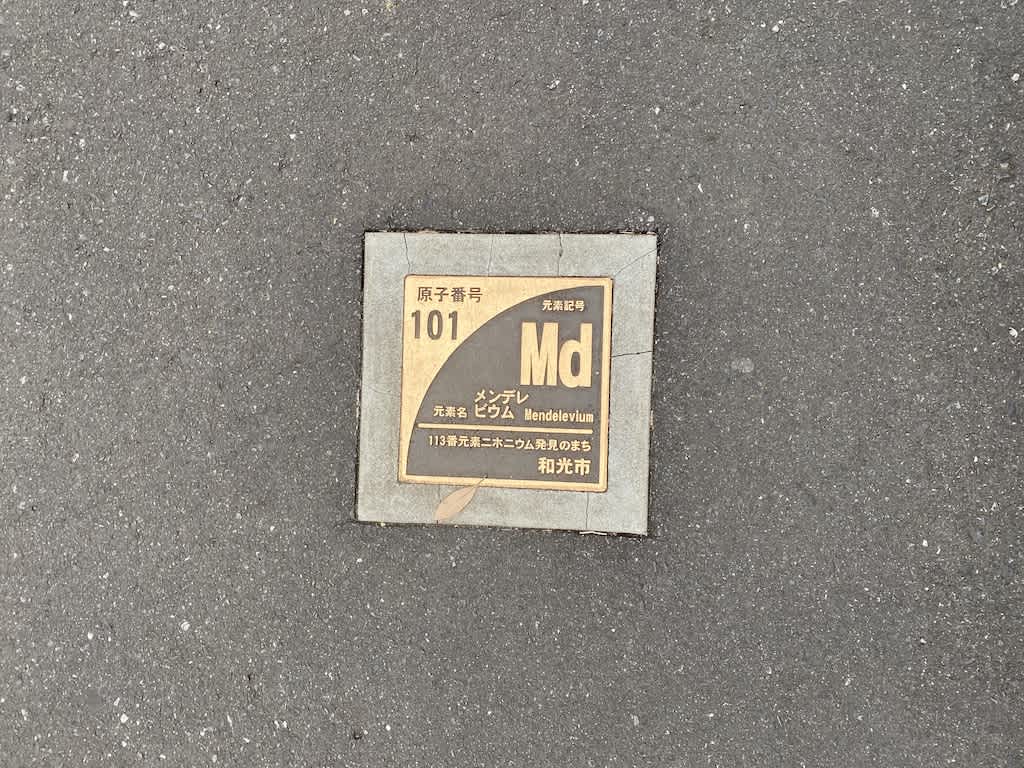 原子番号
101
元素記号
Md
メンデレ
元素名 ビウム Mendelevium
113番元素ニホニウム発見のまち
和光市